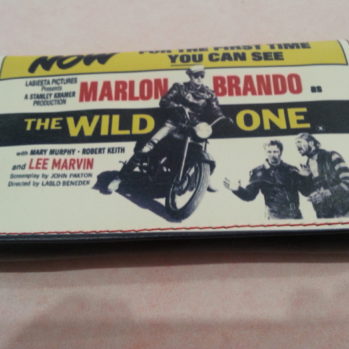 NOW FOR THE FIRST TIME
YOU CAN SEE
LABIESTA PICTURES
Presents
A STANLEY KRAMER
PRODUCTION
MARLON BRANDO as
THE WILD ONE
with MARY MURPHY · ROBERT KEITH
and LEE MARVIN
Screenplay by JOHN PAXTON
Directed by LASLO BENEDEK